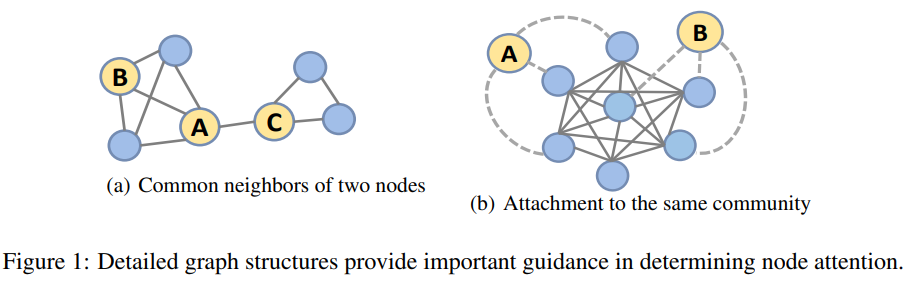 B
A
C
(a) Common neighbors of two nodes
A
B
(b) Attachment to the same community
Figure 1: Detailed graph structures provide important guidance in determining node attention.